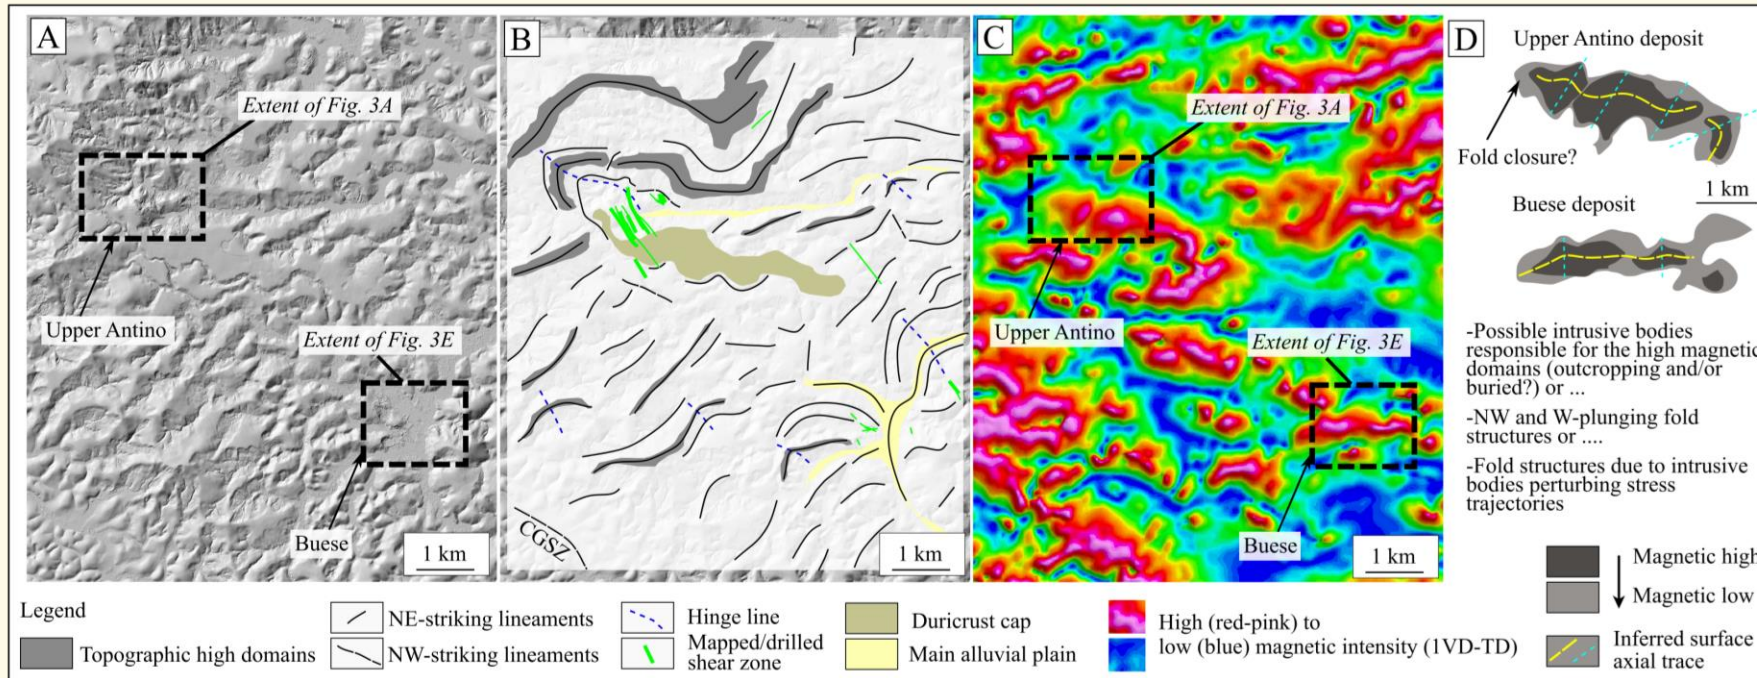 A
Extent of Fig. 3A
Upper Antino
Extent of Fig. 3E
Buese
1 km
B
CGSZ
1 km
C
Extent of Fig. 3A
Upper Antino
Extent of Fig. 3E
Buese
1 km
D
Upper Antino deposit
Fold closure?
1 km
Buese deposit
-Possible intrusive bodies
responsible for the high magnetic
domains (outcropping and/or
buried?) or ...
-NW and W-plunging fold
structures or ....
-Fold structures due to intrusive
bodies perturbing stress
trajectories
Magnetic high
Magnetic low
Inferred surface
axial trace
Legend
Topographic high domains
NE-striking lineaments
NW-striking lineaments
Hinge line
Mapped/drilled
shear zone
Duricrust cap
Main alluvial plain
High (red-pink) to
low (blue) magnetic intensity (1VD-TD)